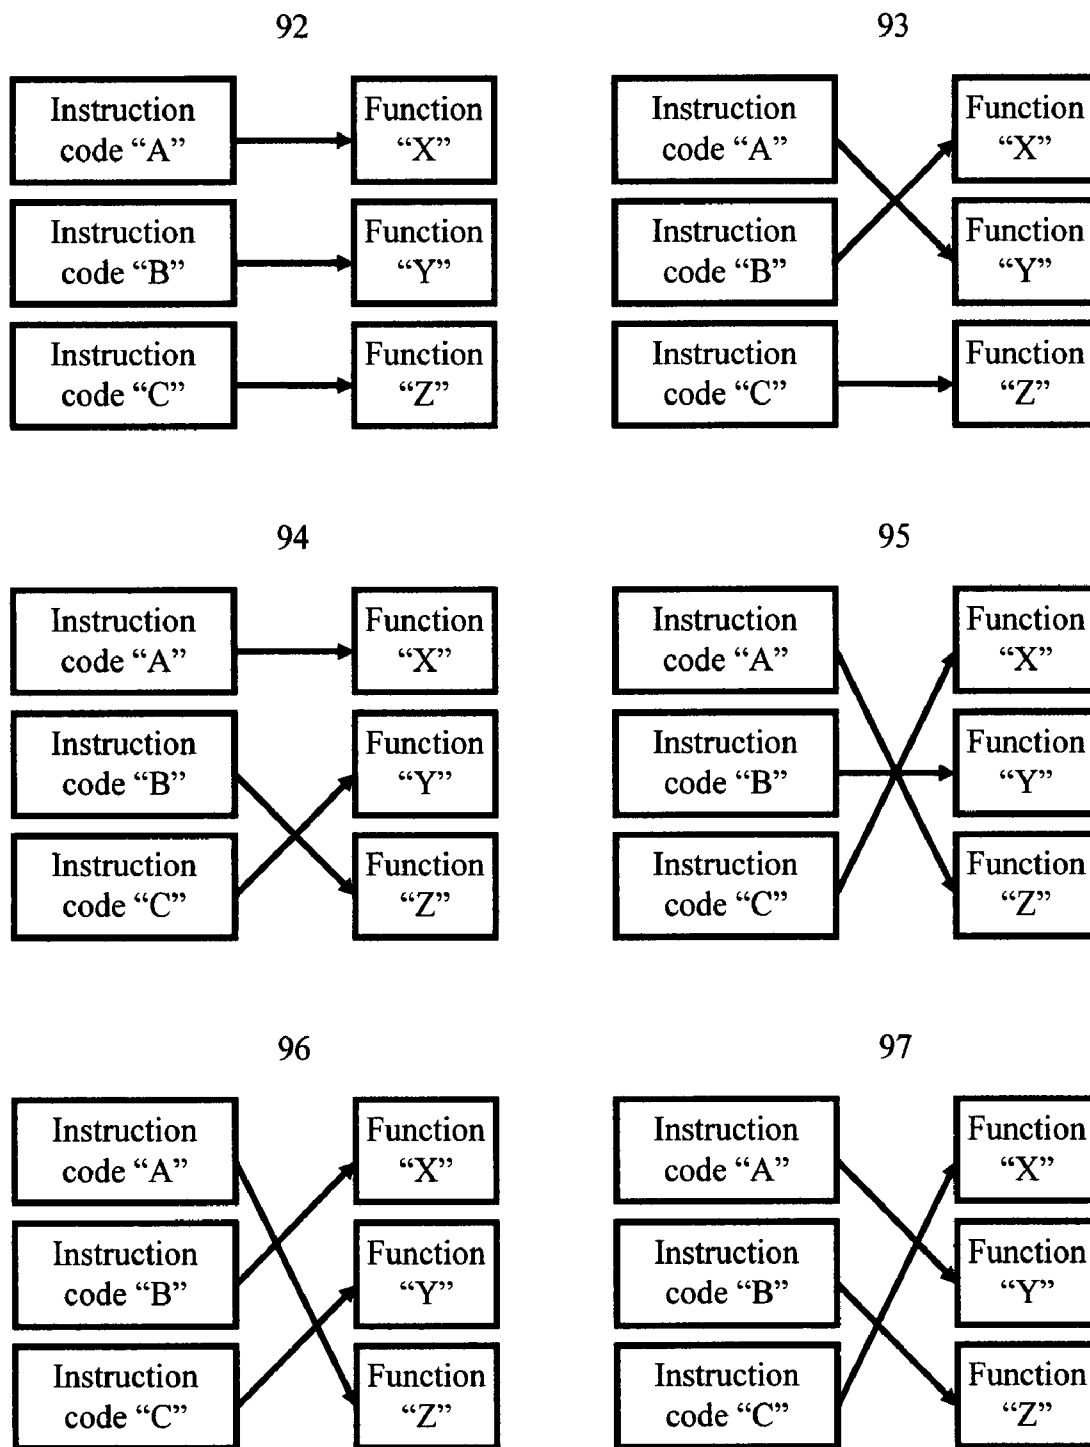 92
Instruction
code “A”
Function
“X”
Instruction
code “B”
Function
“Y”
Instruction
code “C”
Function
“Z”
93
Instruction
code “A”
Function
“X”
Instruction
code “B”
Function
“Y”
Instruction
code “C”
Function
“Z”
94
Instruction
code “A”
Function
“X”
Instruction
code “B”
Function
“Y”
Instruction
code “C”
Function
“Z”
95
Instruction
code “A”
Function
“X”
Instruction
code “B”
Function
“Y”
Instruction
code “C”
Function
“Z”
96
Instruction
code “A”
Function
“X”
Instruction
code “B”
Function
“Y”
Instruction
code “C”
Function
“Z”
97
Instruction
code “A”
Function
“X”
Instruction
code “B”
Function
“Y”
Instruction
code “C”
Function
“Z”